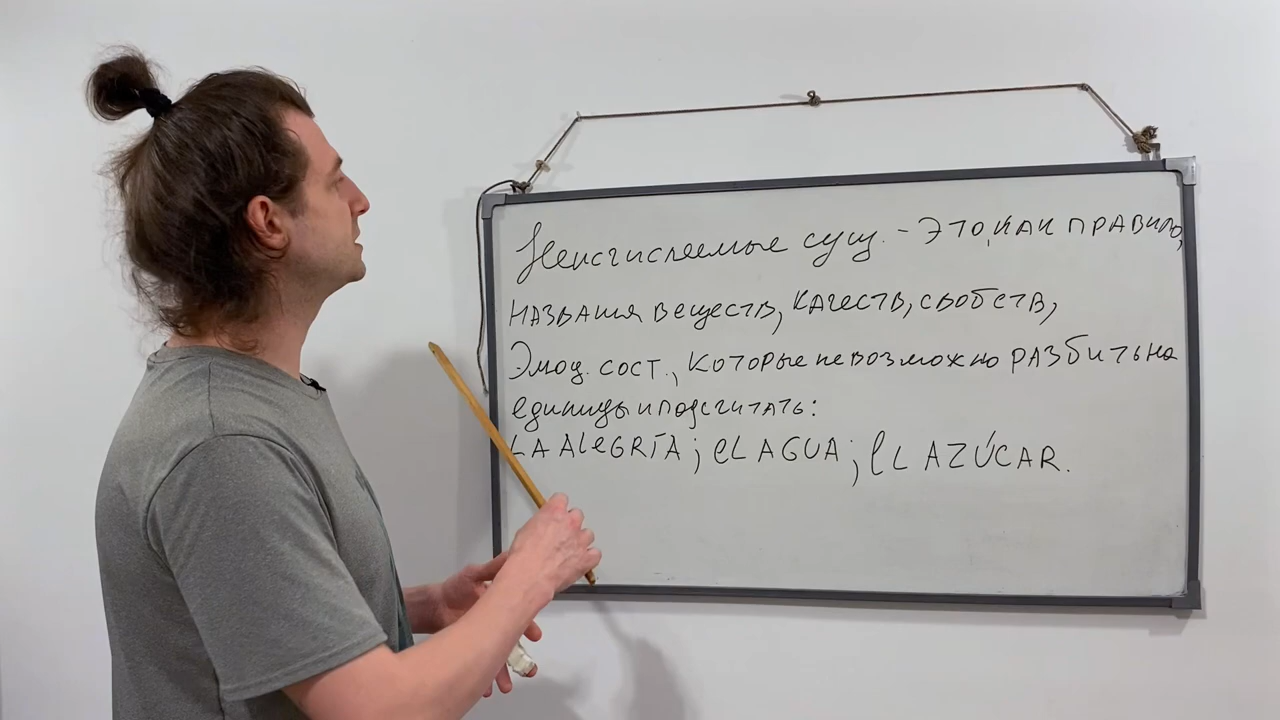 Неисчисляемые сущ. - это, как правило,
названия веществ, качеств, свойств,
эмоц. сост., которые невозможно разбить на
единицы и подсчитать:
LA ALEGRÍA; EL AGUA; EL AZÚCAR.